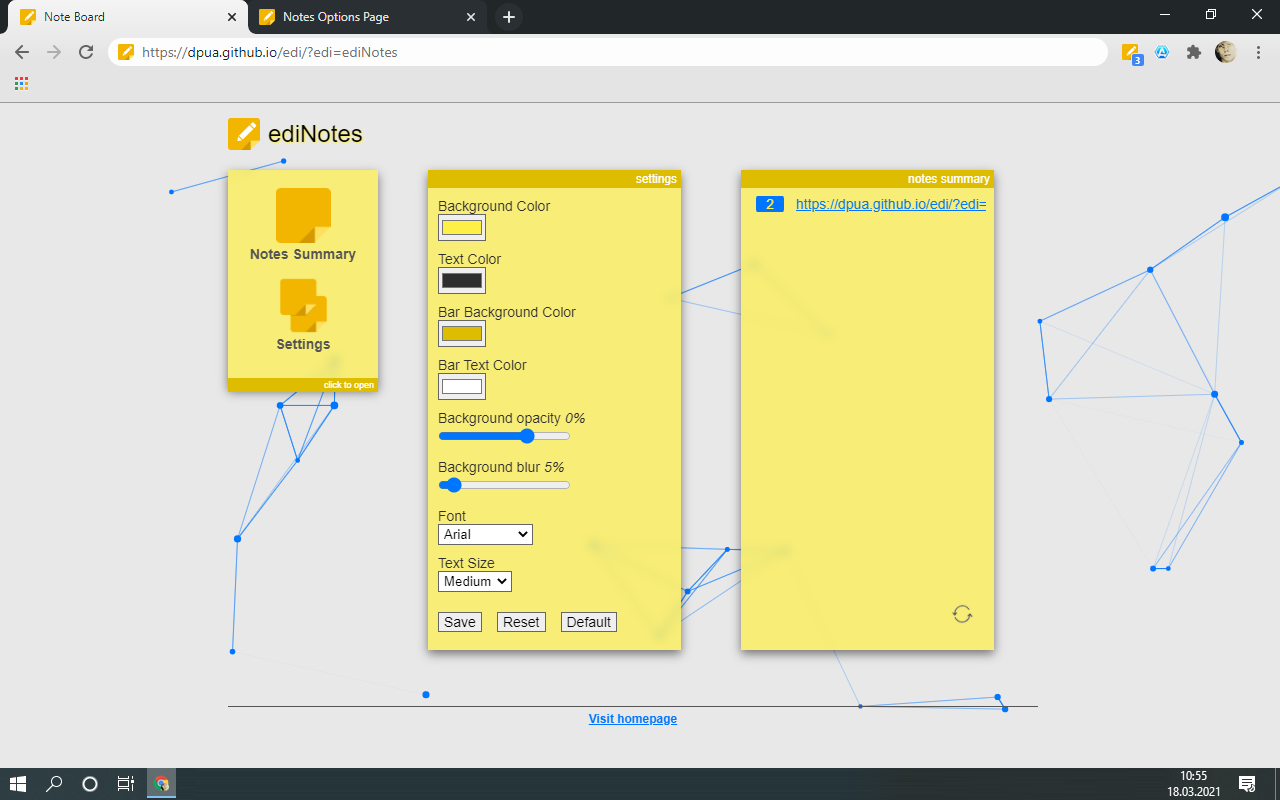 Note Board
Notes Options Page
https://dpua.github.io/edi/?edi=ediNotes
3
ediNotes
Notes Summary
Settings
click to open
settings
Background Color
Text Color
Bar Background Color
Bar Text Color
Background opacity 0%
Background blur 5%
Font
Arial
Text Size
Medium
Save Reset Default
notes summary
2 https://dpua.github.io/edi/?edi=
Visit homepage
10:55
18.03.2021